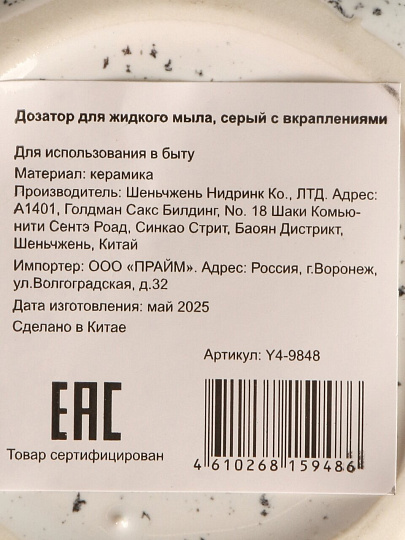 Дозатор для жидкого мыла, серый с вкраплениями
Для использования в быту
Материал: керамика
Производитель: Шеньчжень Нидринк Ко., ЛТД. Адрес:
А1401, Голдман Сакс Билдинг, No. 18 Шаки Комью-
нити Сентэ Роад, Синкао Стрит, Баоян Дистрикт,
Шеньчжень, Китай
Импортер: ООО «ПРАЙМ». Адрес: Россия, г.Воронеж,
ул.Волгоградская, д.32
Дата изготовления: май 2025
Сделано в Китае
Артикул: Y4-9848
EAC
Товар сертифицирован
4 610268 159486